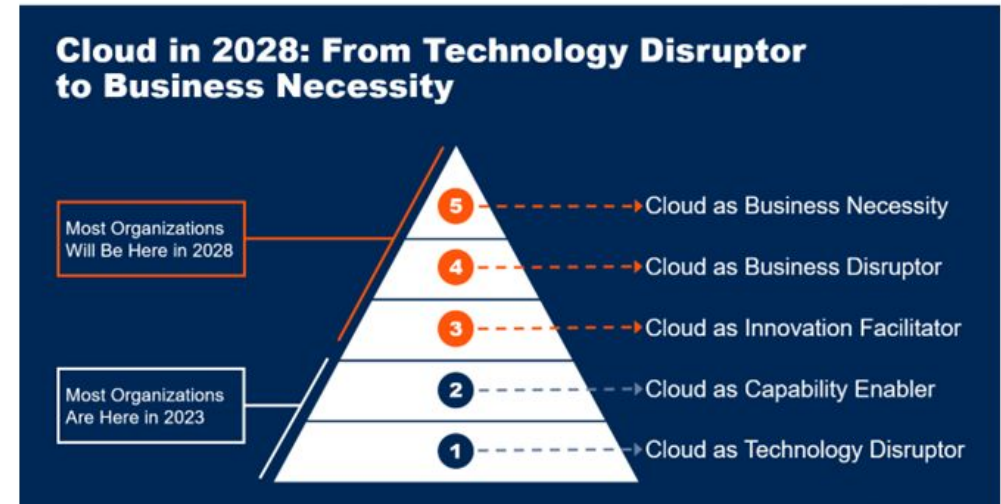 Cloud in 2028: From Technology Disruptor
to Business Necessity
Most Organizations
Will Be Here in 2028
5
Cloud as Business Necessity
4
Cloud as Business Disruptor
3
Cloud as Innovation Facilitator
Most Organizations
Are Here in 2023
2
Cloud as Capability Enabler
1
Cloud as Technology Disruptor